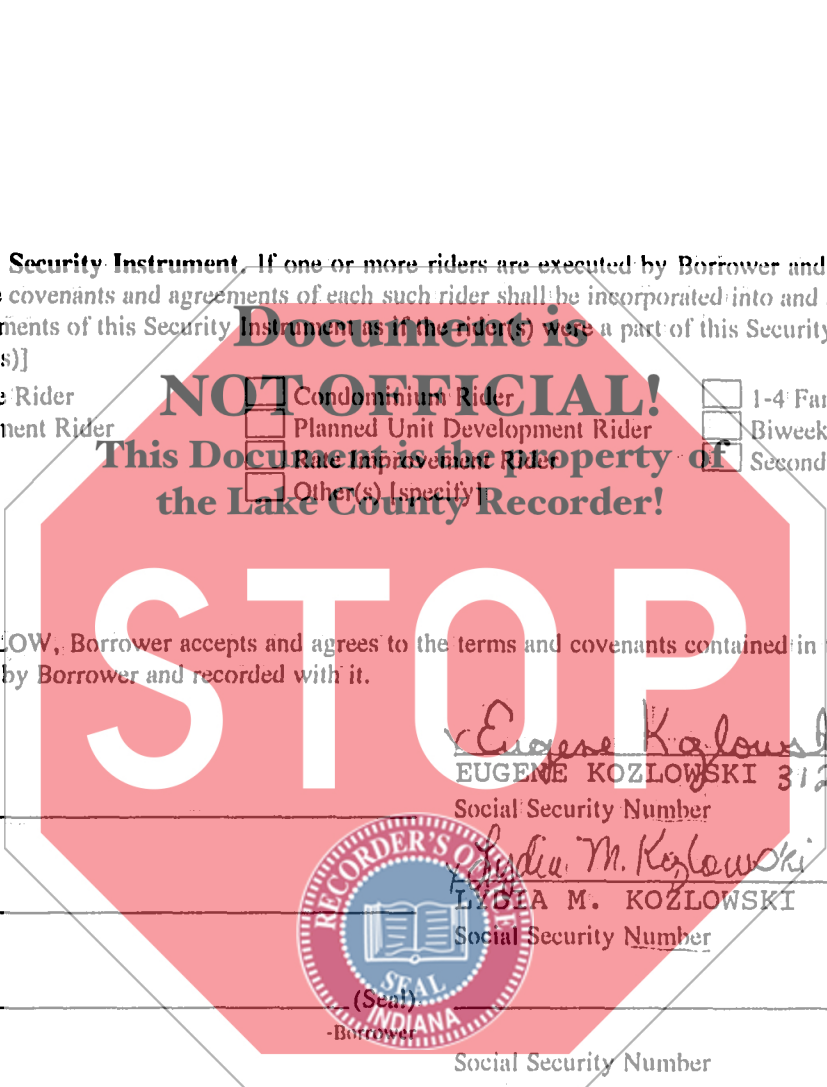 Security Instrument. If one or more riders are executed by Borrower and
covenants and agreements of each such rider shall be incorporated into and
ments of this Security Instrument as if the rider(s) were a part of this Security
s)]
Document is
NOT OFFICIAL!
This Document is the property of
the Lake County Recorder!
e Rider Condominium Rider 1-4 Fam
ment Rider Planned Unit Development Rider Biweek
Rate Improvement Rider Second
Other(s) [specify]
STOP
LOW, Borrower accepts and agrees to the terms and covenants contained in
by Borrower and recorded with it.
Eugene Kozlowski
EUGENE KOZLOWSKI 312
Social Security Number
Lydia M. Kozlowski
LYDIA M. KOZLOWSKI
Social Security Number
RECORDER'S OFFICE
SEAL
INDIANA
(Seal)
-Borrower
Social Security Number